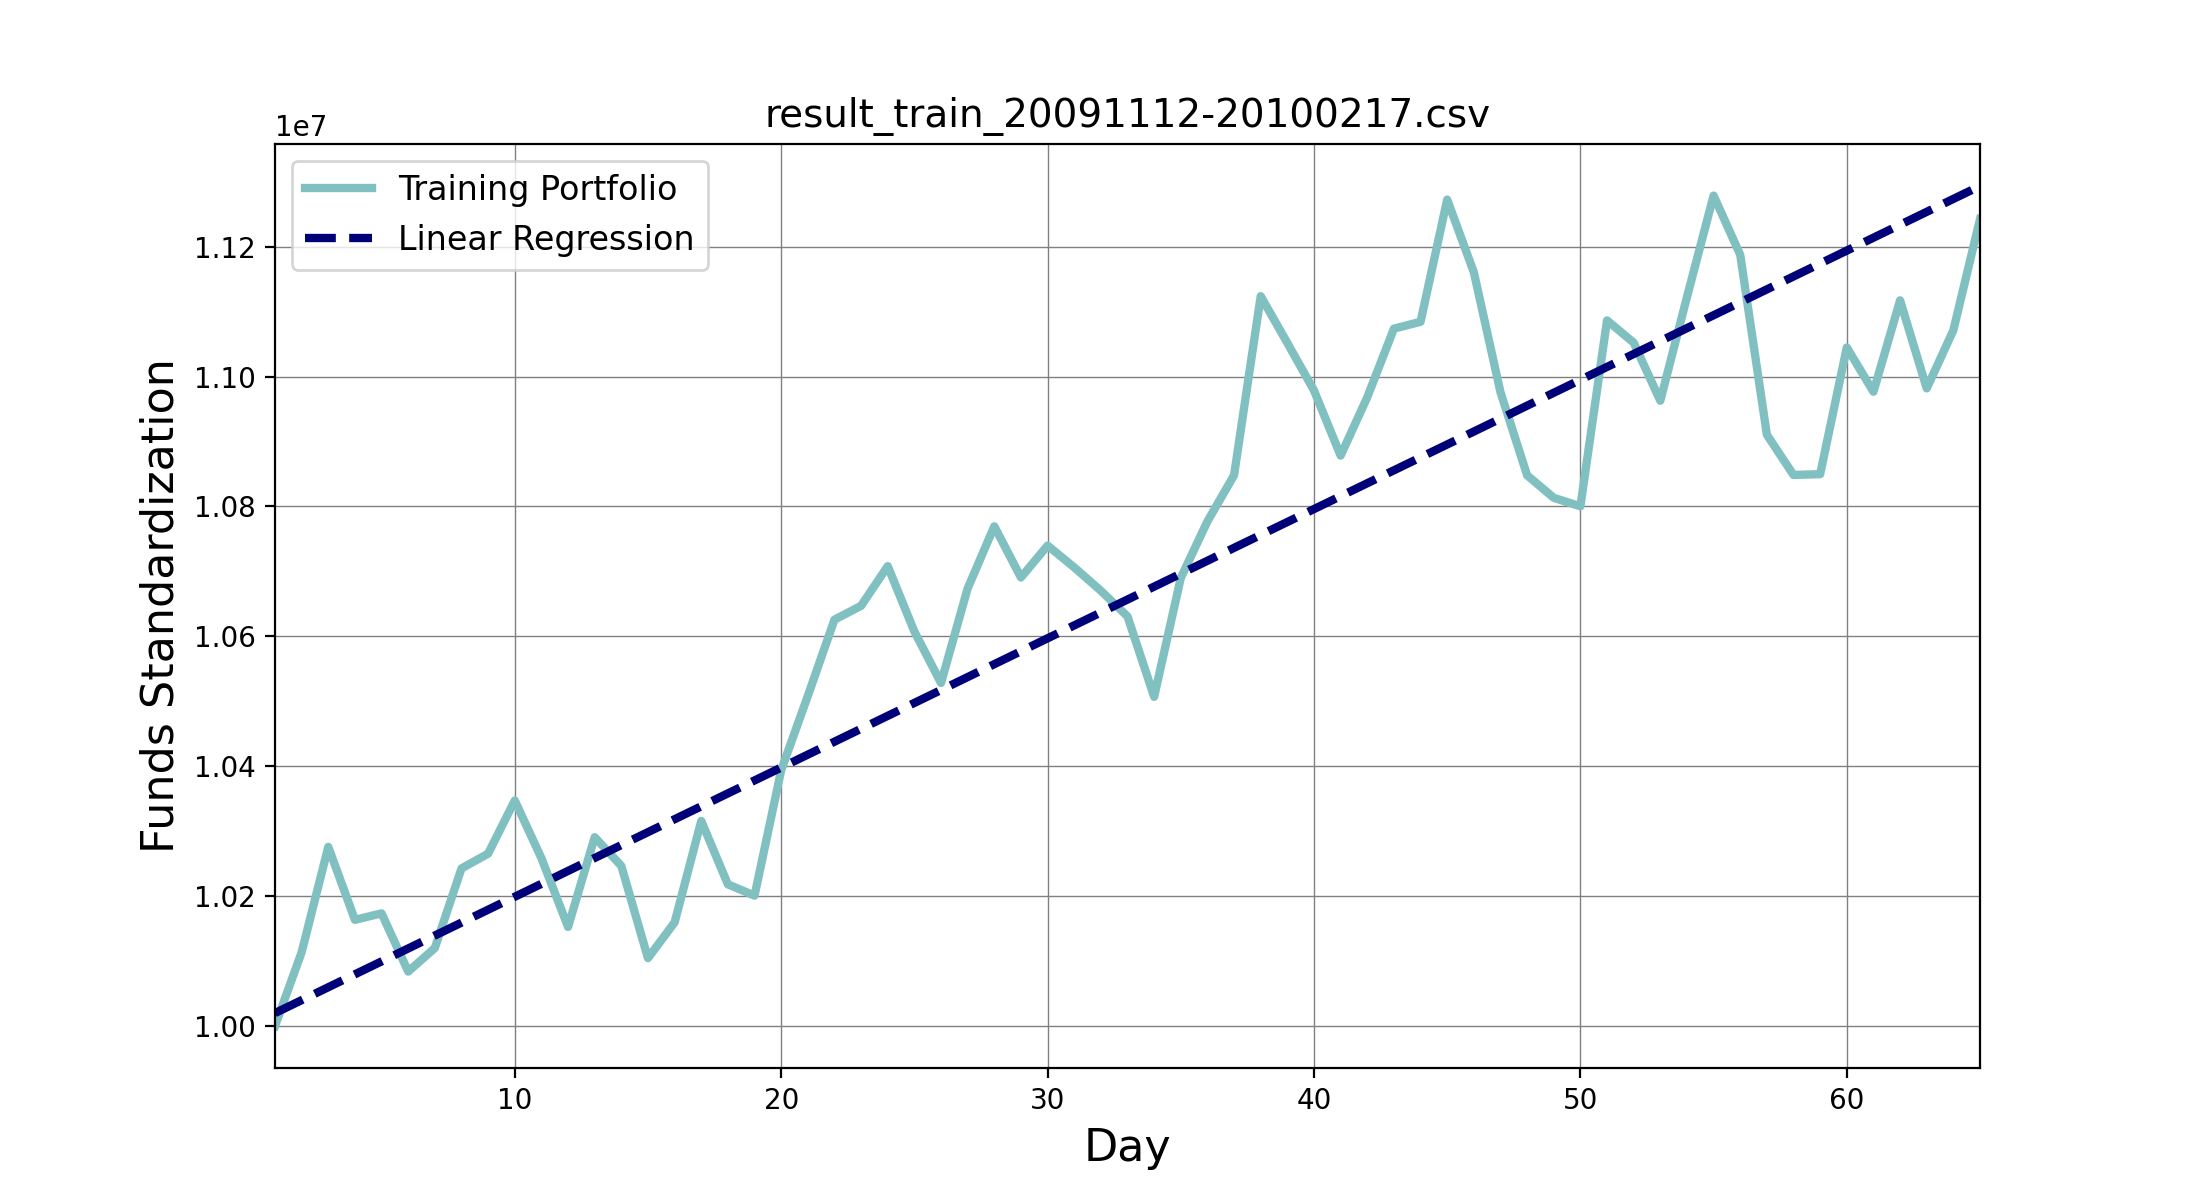 result_train_20091112-20100217.csv
1e7
Training Portfolio
Linear Regression
1.12
1.10
1.08
1.06
1.04
1.02
1.00
Funds Standardization
10 20 30 40 50 60
Day